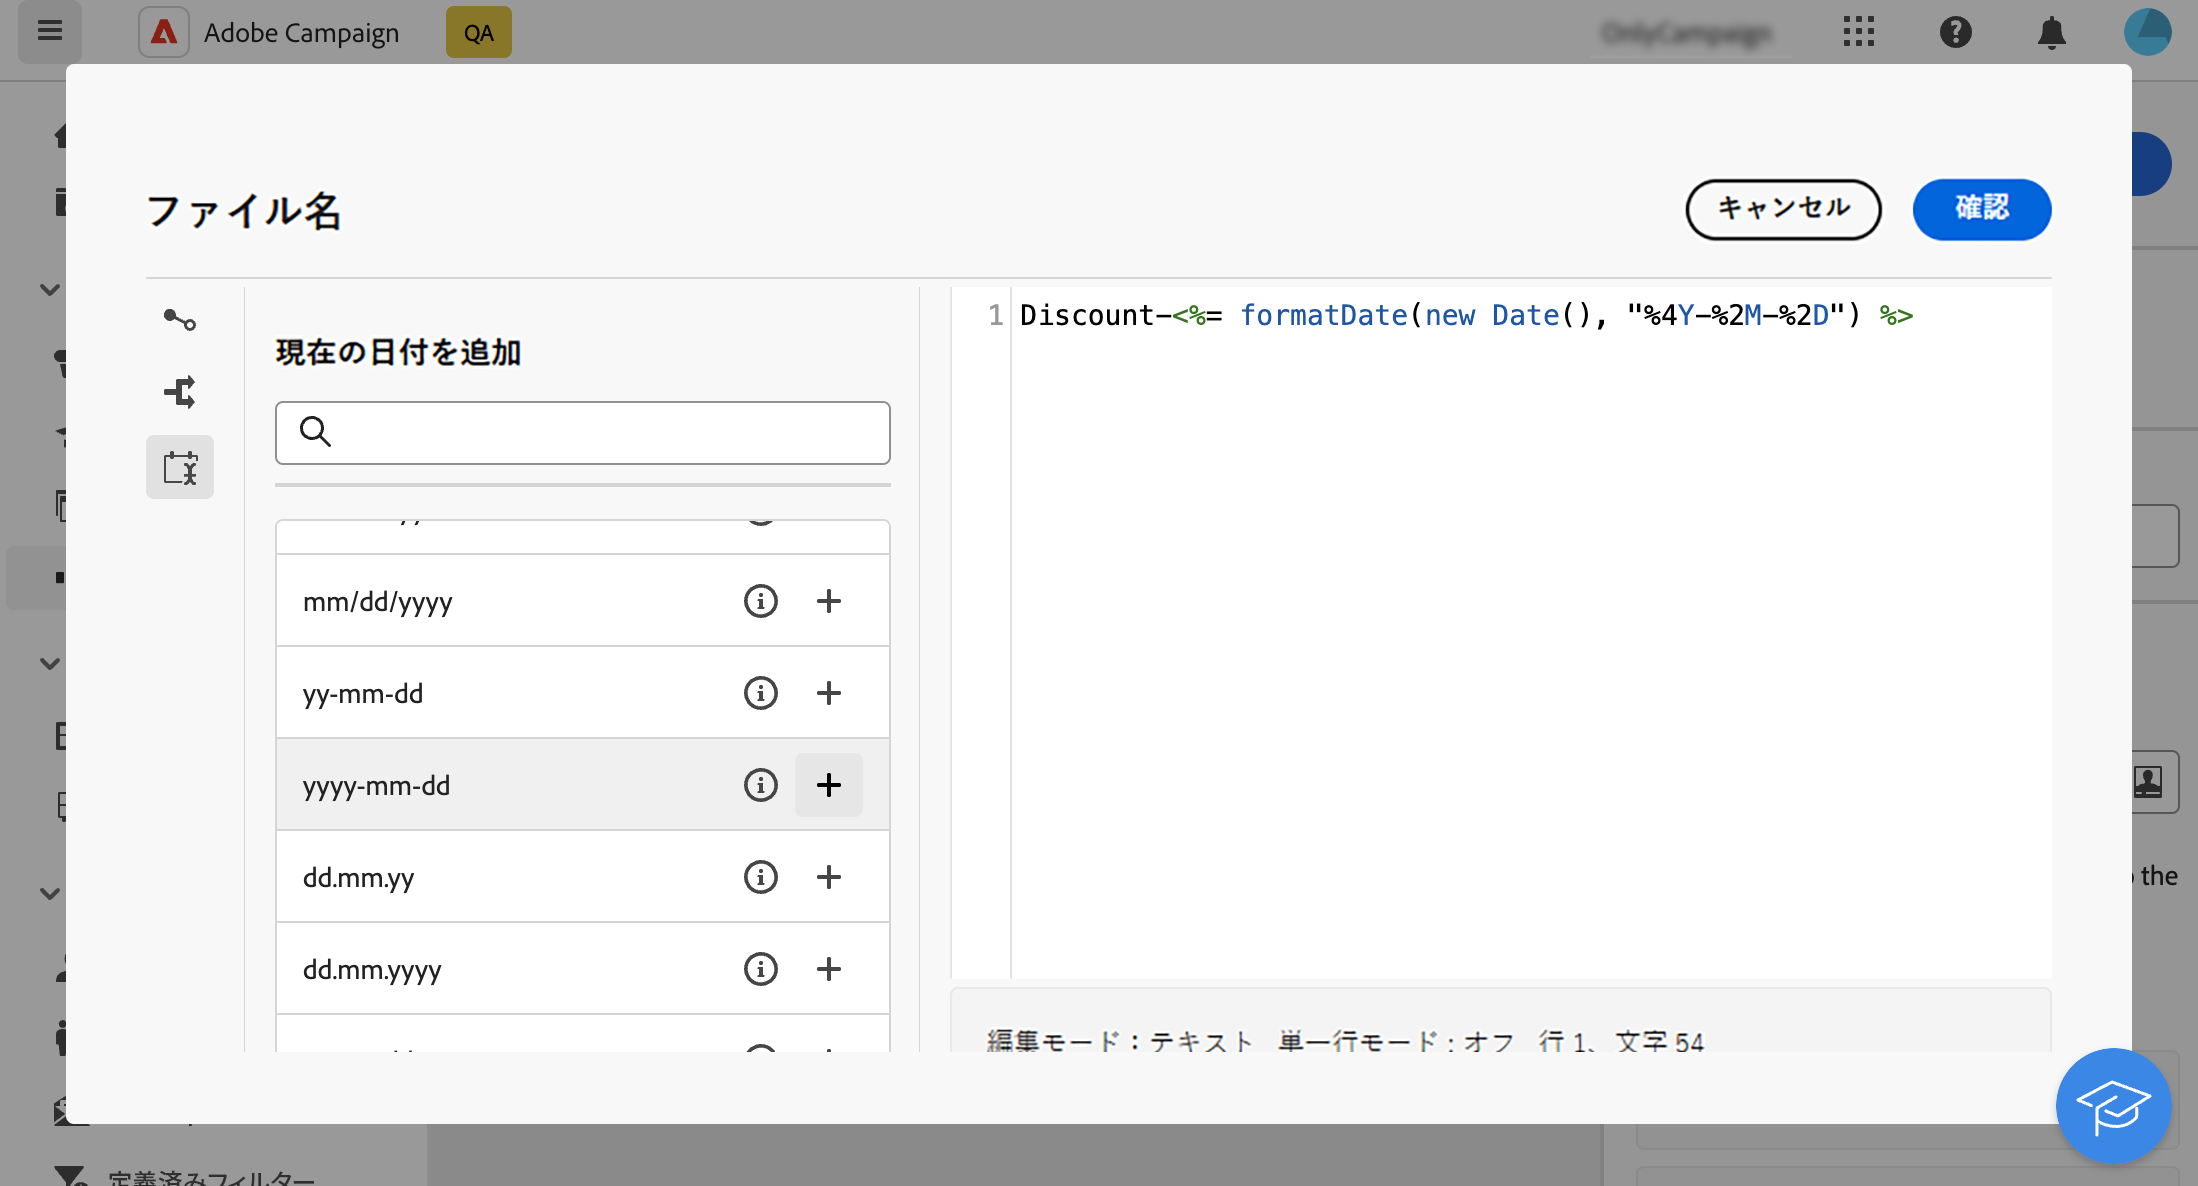 Adobe Campaign
QA
OnlyCampaign
ファイル名
キャンセル
確認
現在の日付を追加
mm/dd/yyyy
yy-mm-dd
yyyy-mm-dd
dd.mm.yy
dd.mm.yyyy
1
Discount-<%= formatDate(new Date(), "%4Y-%2M-%2D") %>
編集モード：テキスト 単一行モード：オフ 行 1、文字 54
the
定義済みフィルター